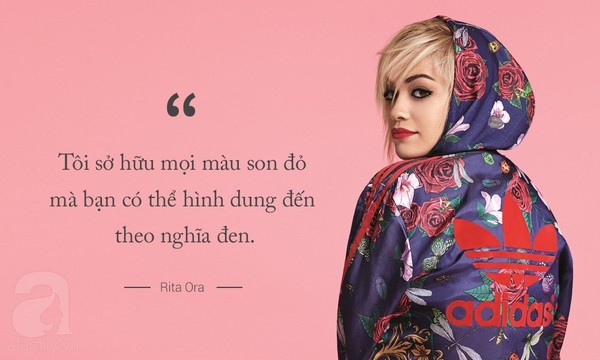 “
Tôi sở hữu mọi màu son đỏ
mà bạn có thể hình dung đến
theo nghĩa đen.
Rita Ora
adidas
a